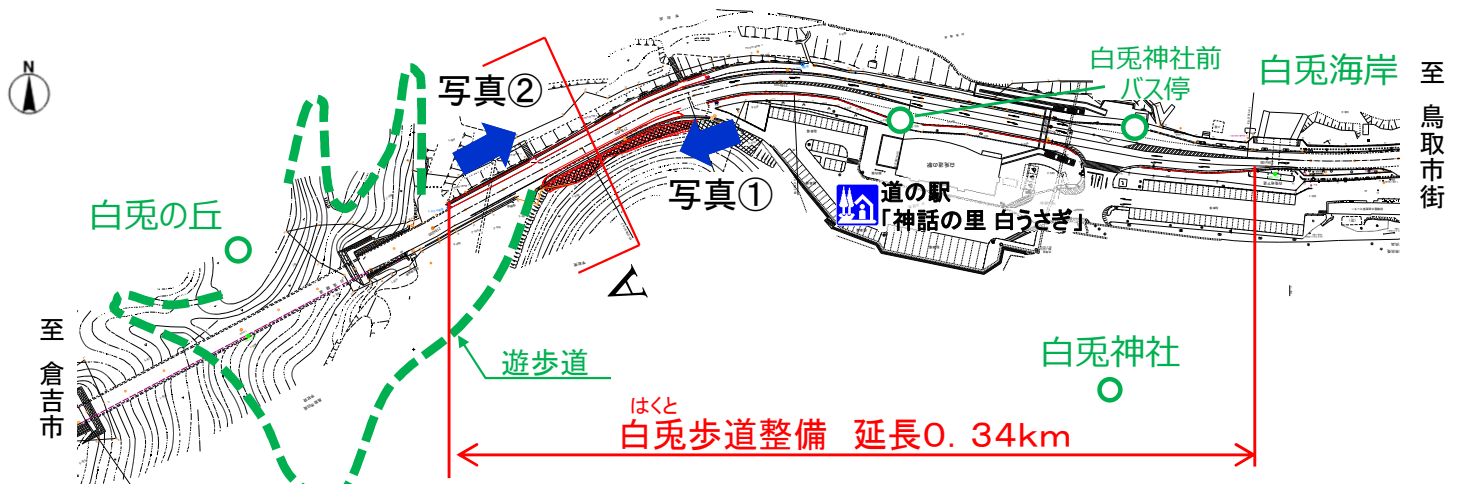 N
写真②
白兎神社前
バス停
白兎海岸
至 鳥取市街
白兎の丘
写真①
道の駅
「神話の里 白うさぎ」
A
至 倉吉市
遊歩道
白兎神社
はくと
白兎歩道整備 延長0.34km